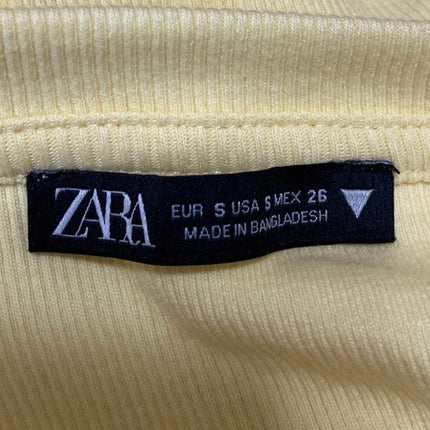 ZARA
EUR S USA S MEX 26
MADE IN BANGLADESH